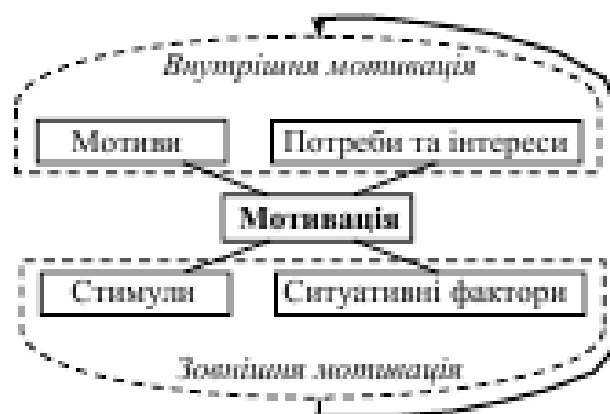 Внутрішня мотивація
Мотиви
Потреби та інтереси
Мотивація
Стимули
Ситуативні фактори
Зовнішня мотивація